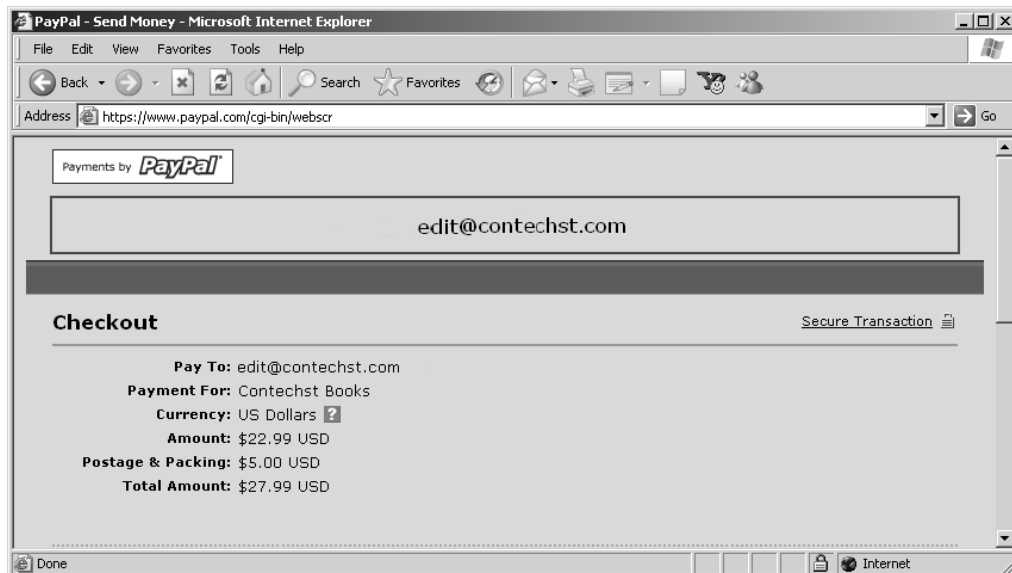 PayPal - Send Money - Microsoft Internet Explorer
File Edit View Favorites Tools Help
Back Search Favorites
Address https://www.paypal.com/cgi-bin/webscr Go
Payments by PayPal
edit@contechst.com
Checkout Secure Transaction
Pay To: edit@contechst.com
Payment For: Contechst Books
Currency: US Dollars ?
Amount: $22.99 USD
Postage & Packing: $5.00 USD
Total Amount: $27.99 USD
Done Internet